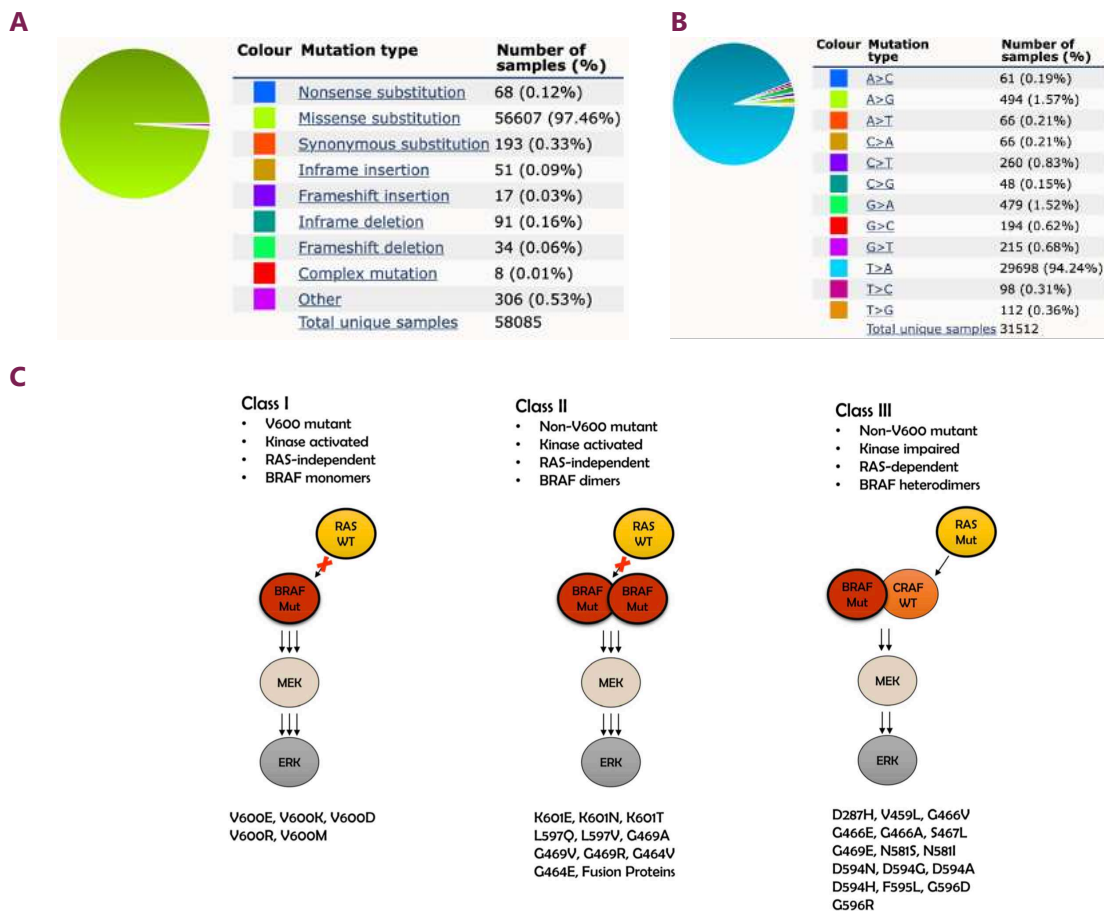 A
Colour Mutation type Number of
samples (%)
Nonsense substitution 68 (0.12%)
Missense substitution 56607 (97.46%)
Synonymous substitution 193 (0.33%)
Inframe insertion 51 (0.09%)
Frameshift insertion 17 (0.03%)
Inframe deletion 91 (0.16%)
Frameshift deletion 34 (0.06%)
Complex mutation 8 (0.01%)
Other 306 (0.53%)
Total unique samples 58085
B
Colour Mutation Number of
type samples (%)
A>C 61 (0.19%)
A>G 494 (1.57%)
A>T 66 (0.21%)
C>A 66 (0.21%)
C>T 260 (0.83%)
C>G 48 (0.15%)
G>A 479 (1.52%)
G>C 194 (0.62%)
G>T 215 (0.68%)
T>A 29698 (94.24%)
T>C 98 (0.31%)
T>G 112 (0.36%)
Total unique samples 31512
C
Class I
• V600 mutant
• Kinase activated
• RAS-independent
• BRAF monomers
RAS
WT
BRAF
Mut
MEK
ERK
V600E, V600K, V600D
V600R, V600M
Class II
• Non-V600 mutant
• Kinase activated
• RAS-independent
• BRAF dimers
RAS
WT
BRAF BRAF
Mut Mut
MEK
ERK
K601E, K601N, K601T
L597Q, L597V, G469A
G469V, G469R, G464V
G464E, Fusion Proteins
Class III
• Non-V600 mutant
• Kinase impaired
• RAS-dependent
• BRAF heterodimers
RAS
Mut
BRAF CRAF
Mut WT
MEK
ERK
D287H, V459L, G466V
G466E, G466A, S467L
G469E, N581S, N581I
D594N, D594G, D594A
D594H, F595L, G596D
G596R